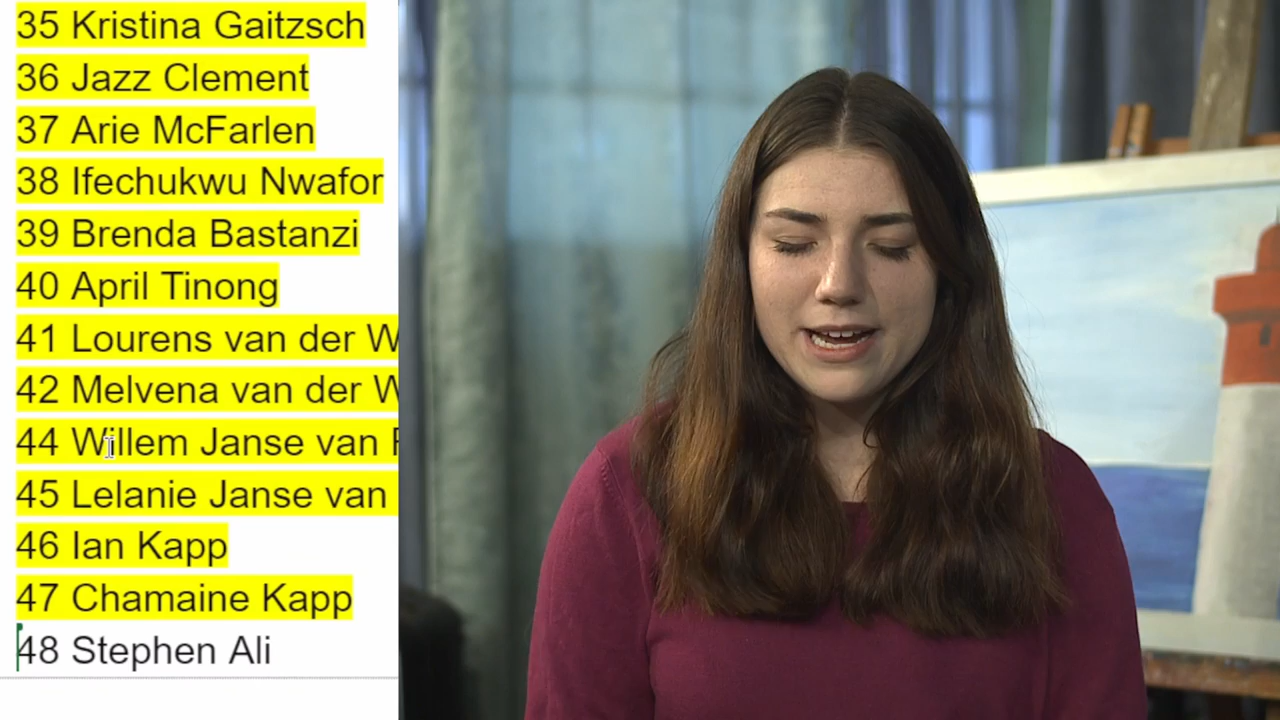 35 Kristina Gaitzsch
36 Jazz Clement
37 Arie McFarlen
38 Ifechukwu Nwafor
39 Brenda Bastanzi
40 April Tinong
41 Lourens van der
42 Melvena van der
44 Willem Janse van
45 Lelanie Janse van
46 Ian Kapp
47 Chamaine Kapp
48 Stephen Ali